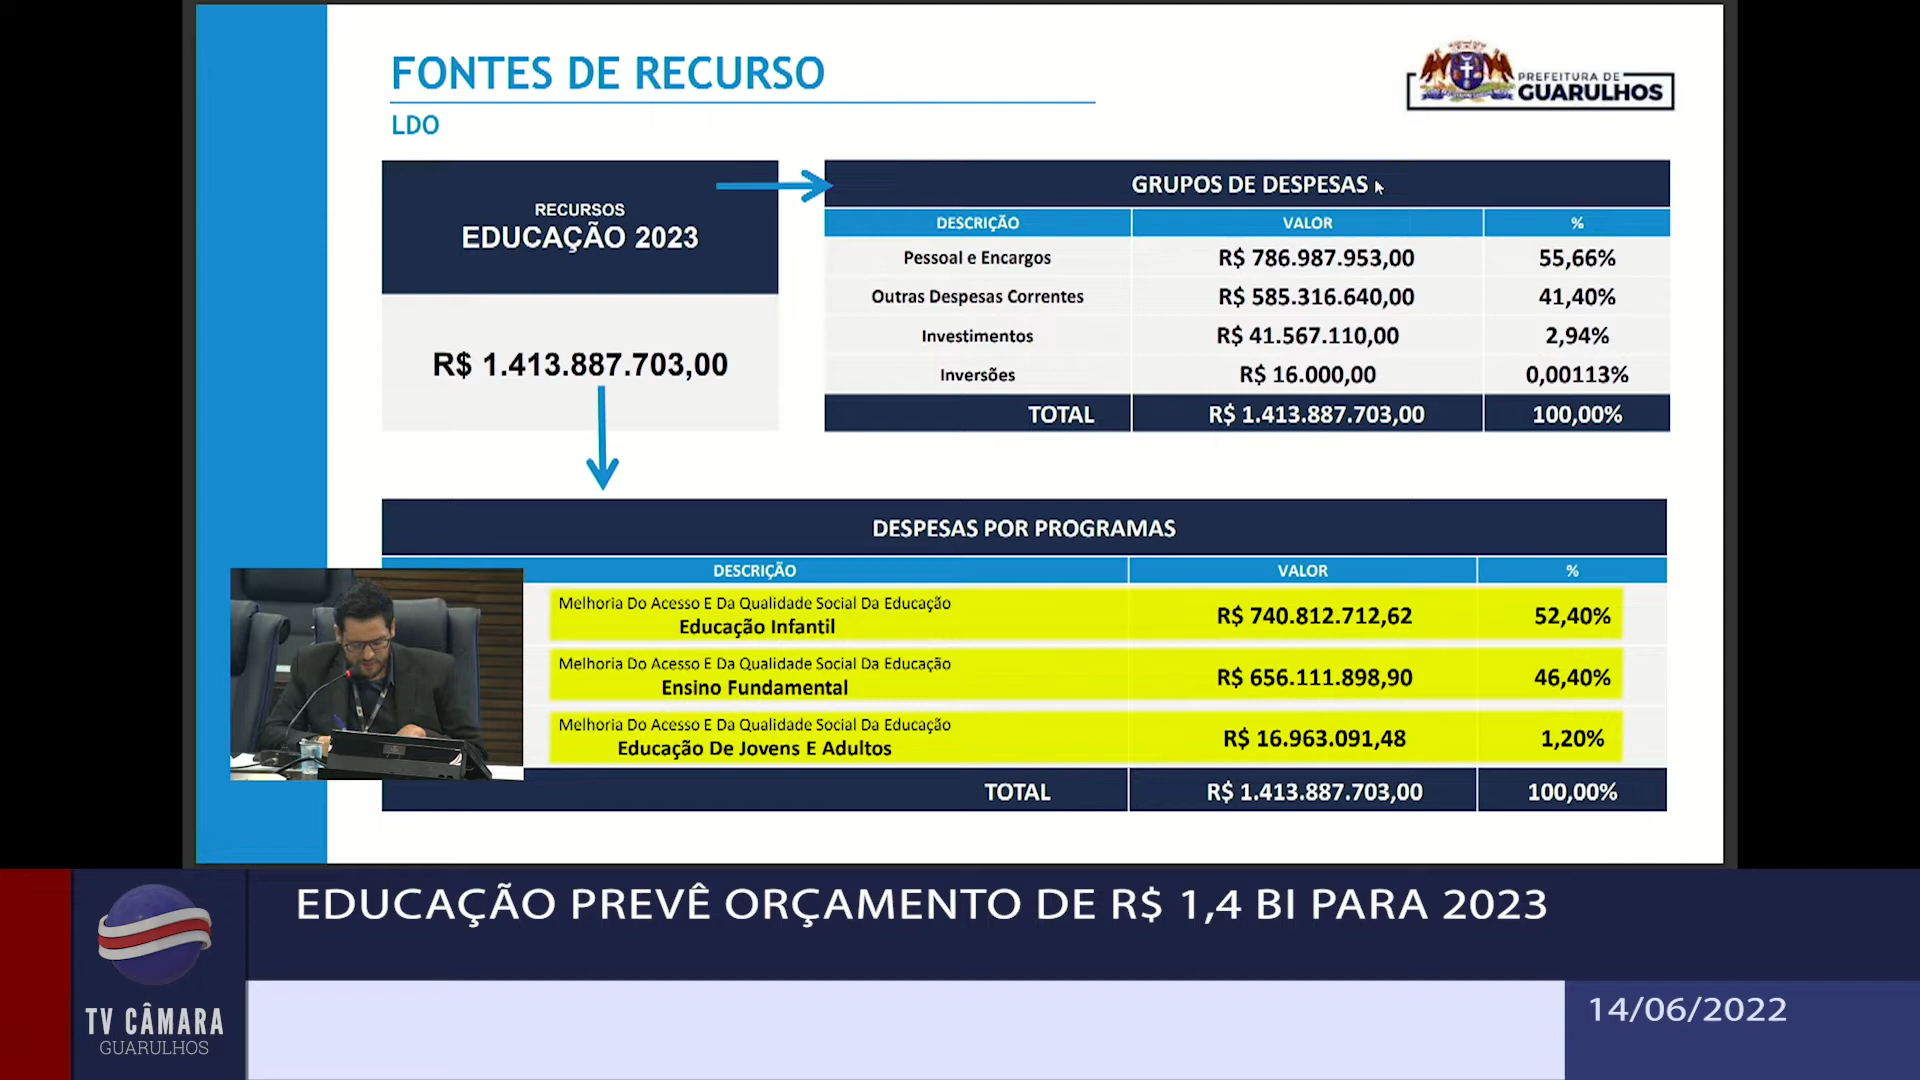 FONTES DE RECURSO
LDO
PREFEITURA DE
GUARULHOS
RECURSOS
EDUCAÇÃO 2023
R$ 1.413.887.703,00
GRUPOS DE DESPESAS
DESCRIÇÃO VALOR %
Pessoal e Encargos R$ 786.987.953,00 55,66%
Outras Despesas Correntes R$ 585.316.640,00 41,40%
Investimentos R$ 41.567.110,00 2,94%
Inversões R$ 16.000,00 0,00113%
TOTAL R$ 1.413.887.703,00 100,00%
DESPESAS POR PROGRAMAS
DESCRIÇÃO VALOR %
Melhoria Do Acesso E Da Qualidade Social Da Educação
Educação Infantil R$ 740.812.712,62 52,40%
Melhoria Do Acesso E Da Qualidade Social Da Educação
Ensino Fundamental R$ 656.111.898,90 46,40%
Melhoria Do Acesso E Da Qualidade Social Da Educação
Educação De Jovens E Adultos R$ 16.963.091,48 1,20%
TOTAL R$ 1.413.887.703,00 100,00%
EDUCAÇÃO PREVÊ ORÇAMENTO DE R$ 1,4 BI PARA 2023
TV CÂMARA
GUARULHOS
14/06/2022